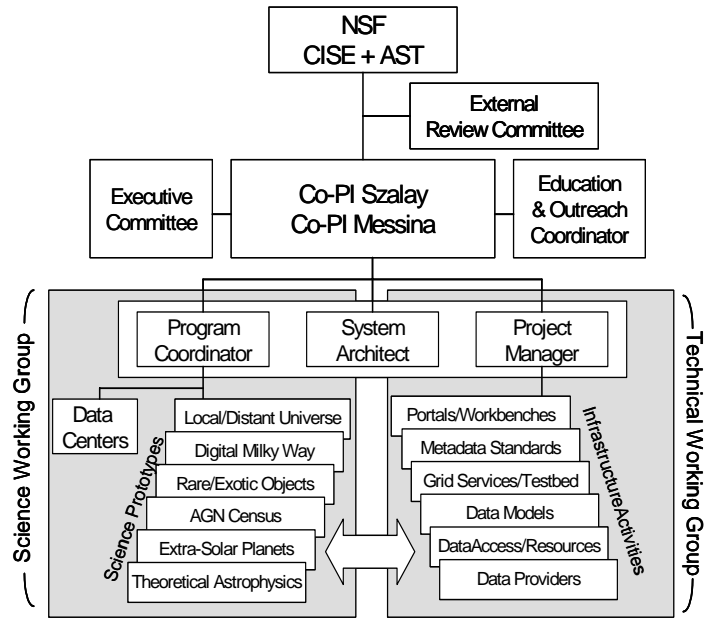 NSF
CISE + AST
External
Review Committee
Executive
Committee
Co-PI Szalay
Co-PI Messina
Education
& Outreach
Coordinator
Science Working Group
Program
Coordinator
System
Architect
Project
Manager
Technical Working Group
Data
Centers
Science Prototypes
Local/Distant Universe
Digital Milky Way
Rare/Exotic Objects
AGN Census
Extra-Solar Planets
Theoretical Astrophysics
Portals/Workbenches
Metadata Standards
Grid Services/Testbed
Data Models
DataAccess/Resources
Data Providers
InfrastructureActivities